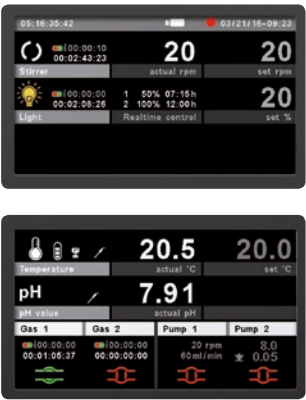 05:16:35:42 03/21/16-09:23
00:00:10
00:02:43:23
20 20
Stirrer actual rpm set rpm
00:00:00
00:02:08:26
1 50% 07:15h
2 100% 12:00h
20
Light Realtime control set %
20.5 20.0
Temperature actual °C set °C
pH 7.91
pH value actual pH
Gas 1 Gas 2 Pump 1 Pump 2
00:00:00 00:00:00 20 rpm 8.0
00:01:05:37 00:00:00:00 60ml/min 0.05